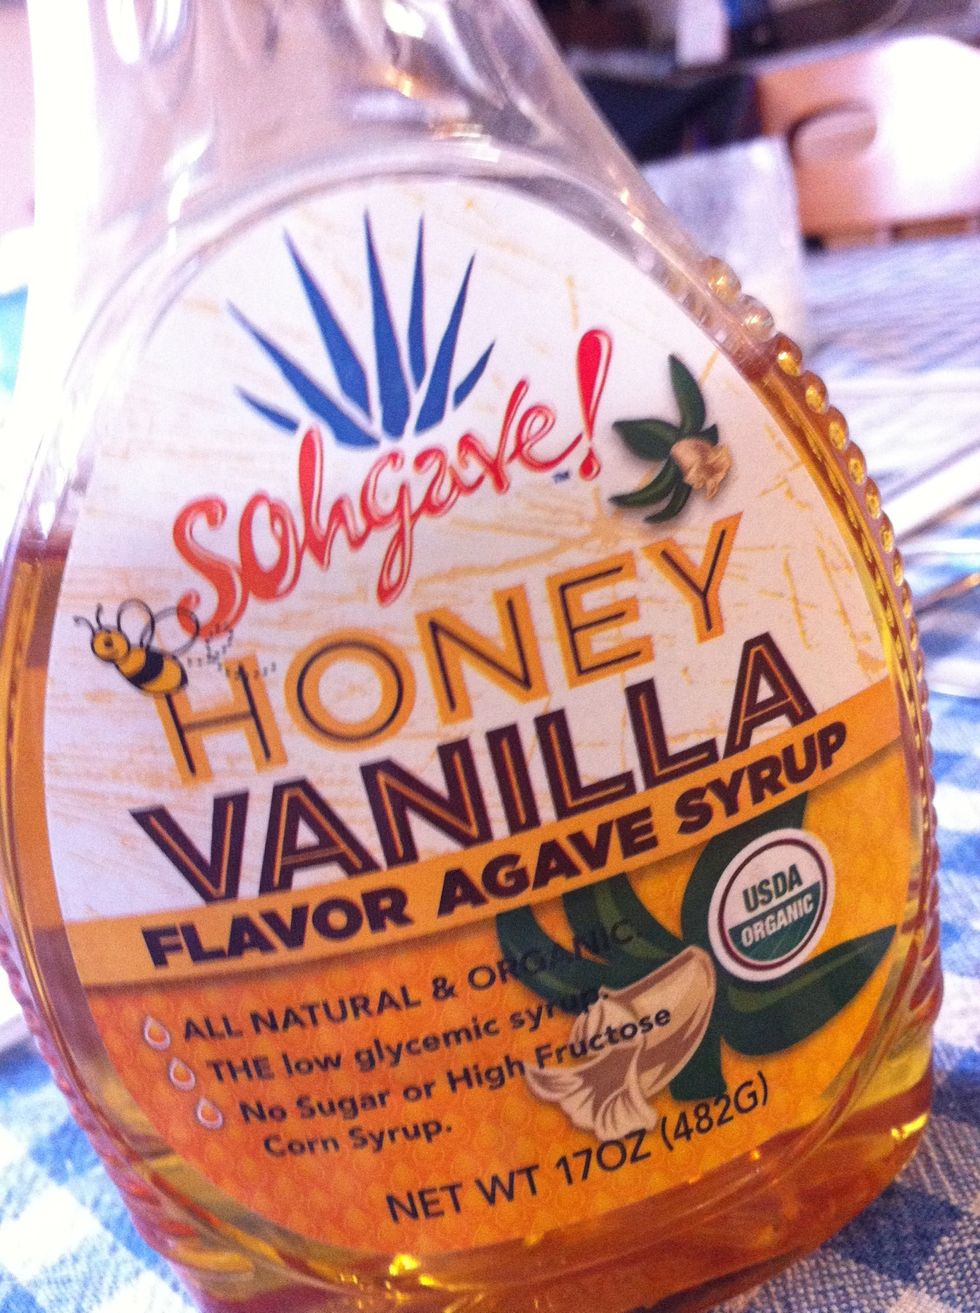 Sohgave!
™
HONEY
VANILLA
FLAVOR AGAVE SYRUP
USDA
ORGANIC
ALL NATURAL & ORGANIC.
THE low glycemic syrup.
No Sugar or High Fructose
Corn Syrup.
NET WT 17OZ (482G)